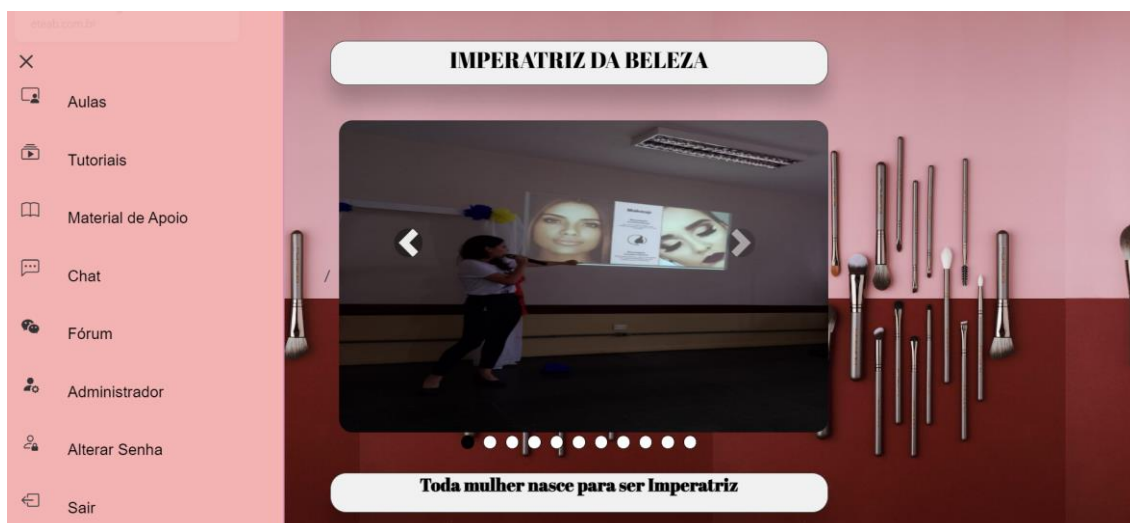 IMPERATRIZ DA BELEZA
Aulas
Tutoriais
Material de Apoio
Chat
/
Fórum
Administrador
Alterar Senha
Sair
Makeup
Toda mulher nasce para ser Imperatriz